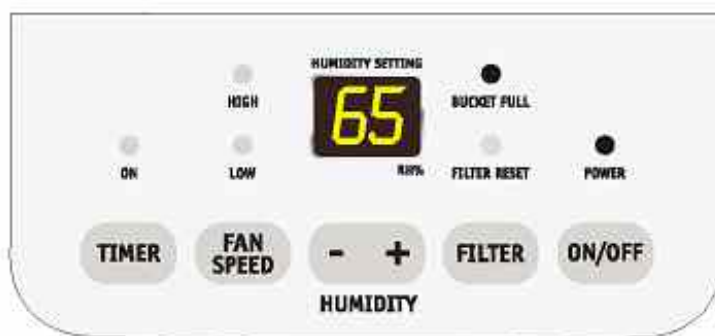 HUMIDITY SETTING
65
RH%
HIGH
LOW
ON
BUCKET FULL
FILTER RESET
POWER
TIMER
FAN
SPEED
- +
HUMIDITY
FILTER
ON/OFF